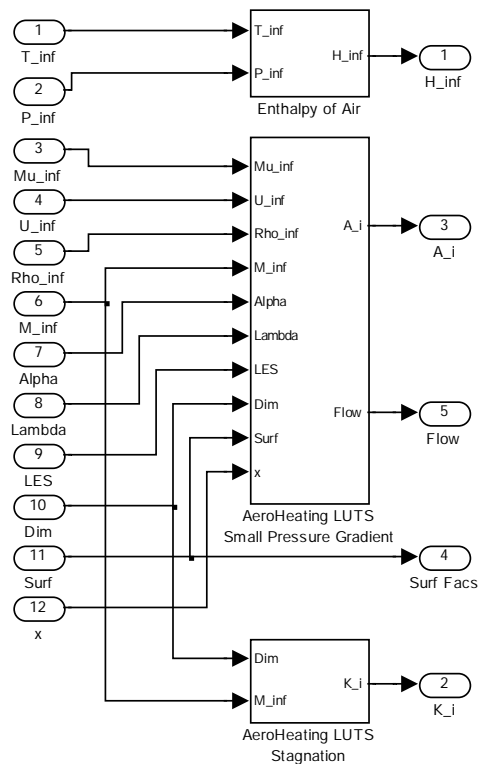 1
T_inf
2
P_inf
3
Mu_inf
4
U_inf
5
Rho_inf
6
M_inf
7
Alpha
8
Lambda
9
LES
10
Dim
11
Surf
12
x
T_inf
P_inf
H_inf
Enthalpy of Air
Mu_inf
U_inf
Rho_inf
M_inf
Alpha
Lambda
LES
Dim
Surf
x
A_i
Flow
AeroHeating LUTS
Small Pressure Gradient
Dim
M_inf
K_i
AeroHeating LUTS
Stagnation
1
H_inf
3
A_i
5
Flow
4
Surf Facs
2
K_i